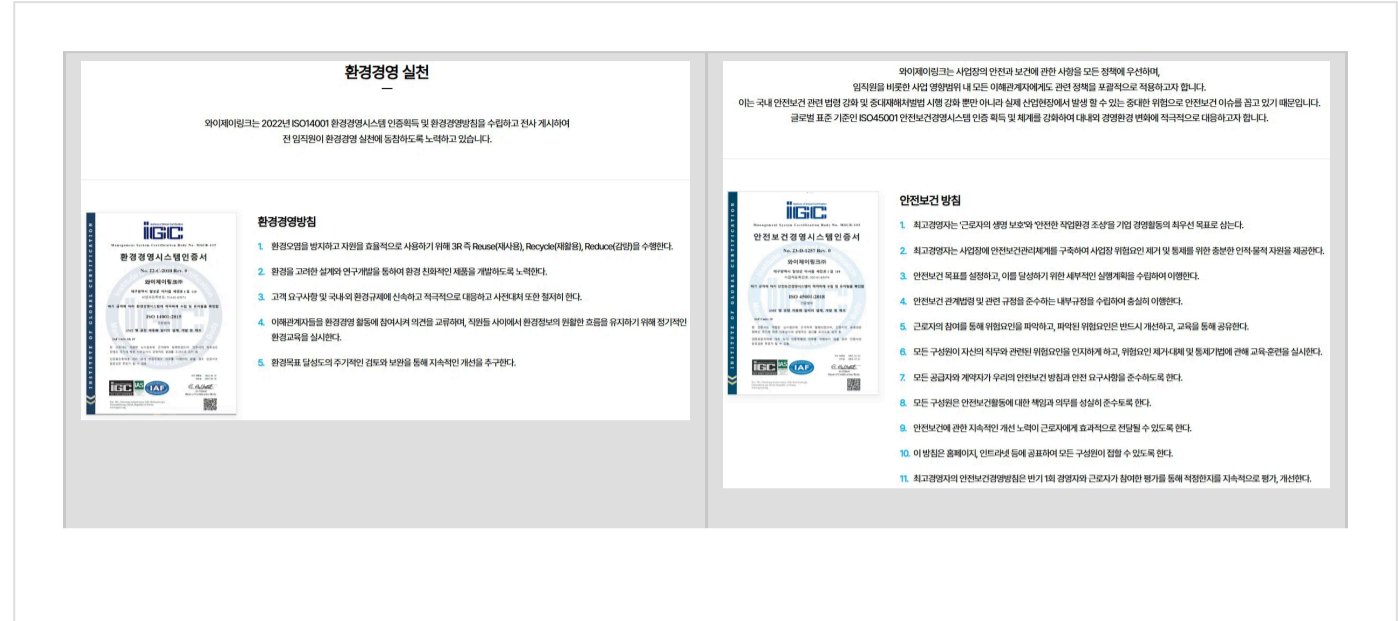 환경경영 실천
와이제이링크는 2022년 ISO14001 환경경영시스템 인증획득 및 환경경영방침을 수립하고 전사 게시하여
전 임직원이 환경경영 실천에 동참하도록 노력하고 있습니다.
INSTITUTE OF GLOBAL CERTIFICATION
IGC
Management System Certification Body No. MSCB-133
환경경영시스템인증서
No. 22-C-2018 Rev. 0
와이제이링크㈜
ISO 14001:2015
IGC
IAF
환경경영방침
1. 환경오염을 방지하고 자원을 효율적으로 사용하기 위해 3R 즉 Reuse(재사용), Recycle(재활용), Reduce(감량)을 수행한다.
2. 환경을 고려한 설계와 연구개발을 통하여 환경 친화적인 제품을 개발하도록 노력한다.
3. 고객 요구사항 및 국내·외 환경규제에 신속하고 적극적으로 대응하고 사전대처 또한 철저히 한다.
4. 이해관계자들을 환경경영 활동에 참여시켜 의견을 교류하며, 직원들 사이에서 환경정보의 원활한 흐름을 유지하기 위해 정기적인
환경교육을 실시한다.
5. 환경목표 달성도의 주기적인 검토와 보완을 통해 지속적인 개선을 추구한다.
와이제이링크는 사업장의 안전과 보건에 관한 사항을 모든 정책에 우선하며,
임직원을 비롯한 사업 영향범위 내 모든 이해관계자에게도 관련 정책을 포괄적으로 적용하고자 합니다.
이는 국내 안전보건 관련 법령 강화 및 중대재해처벌법 시행 강화 뿐만 아니라 실제 산업현장에서 발생 할 수 있는 중대한 위험으로 안전보건 이슈를 꼽고 있기 때문입니다.
글로벌 표준 기준인 ISO45001 안전보건경영시스템 인증 획득 및 체계를 강화하여 대내외 경영환경 변화에 적극적으로 대응하고자 합니다.
INSTITUTE OF GLOBAL CERTIFICATION
IGC
Management System Certification Body No. MSCB-133
안전보건경영시스템인증서
No. 23-D-1257 Rev. 0
와이제이링크㈜
ISO 45001:2018
IGC
IAF
안전보건 방침
1. 최고경영자는 '근로자의 생명 보호'와 '안전한 작업환경 조성'을 기업 경영활동의 최우선 목표로 삼는다.
2. 최고경영자는 사업장에 안전보건관리체계를 구축하여 사업장 위험요인 제거 및 통제를 위한 충분한 인적·물적 자원을 제공한다.
3. 안전보건 목표를 설정하고, 이를 달성하기 위한 세부적인 실행계획을 수립하여 이행한다.
4. 안전보건 관계법령 및 관련 규정을 준수하는 내부규정을 수립하여 충실히 이행한다.
5. 근로자의 참여를 통해 위험요인을 파악하고, 파악된 위험요인은 반드시 개선하고, 교육을 통해 공유한다.
6. 모든 구성원이 자신의 직무와 관련된 위험요인을 인지하게 하고, 위험요인 제거·대체 및 통제기법에 관해 교육·훈련을 실시한다.
7. 모든 공급자와 계약자가 우리의 안전보건 방침과 안전 요구사항을 준수하도록 한다.
8. 모든 구성원은 안전보건활동에 대한 책임과 의무를 성실히 준수토록 한다.
9. 안전보건에 관한 지속적인 개선 노력이 근로자에게 효과적으로 전달될 수 있도록 한다.
10. 이 방침은 홈페이지, 인트라넷 등에 공표하여 모든 구성원이 접할 수 있도록 한다.
11. 최고경영자의 안전보건경영방침은 반기 1회 경영자와 근로자가 참여한 평가를 통해 적정한지를 지속적으로 평가, 개선한다.